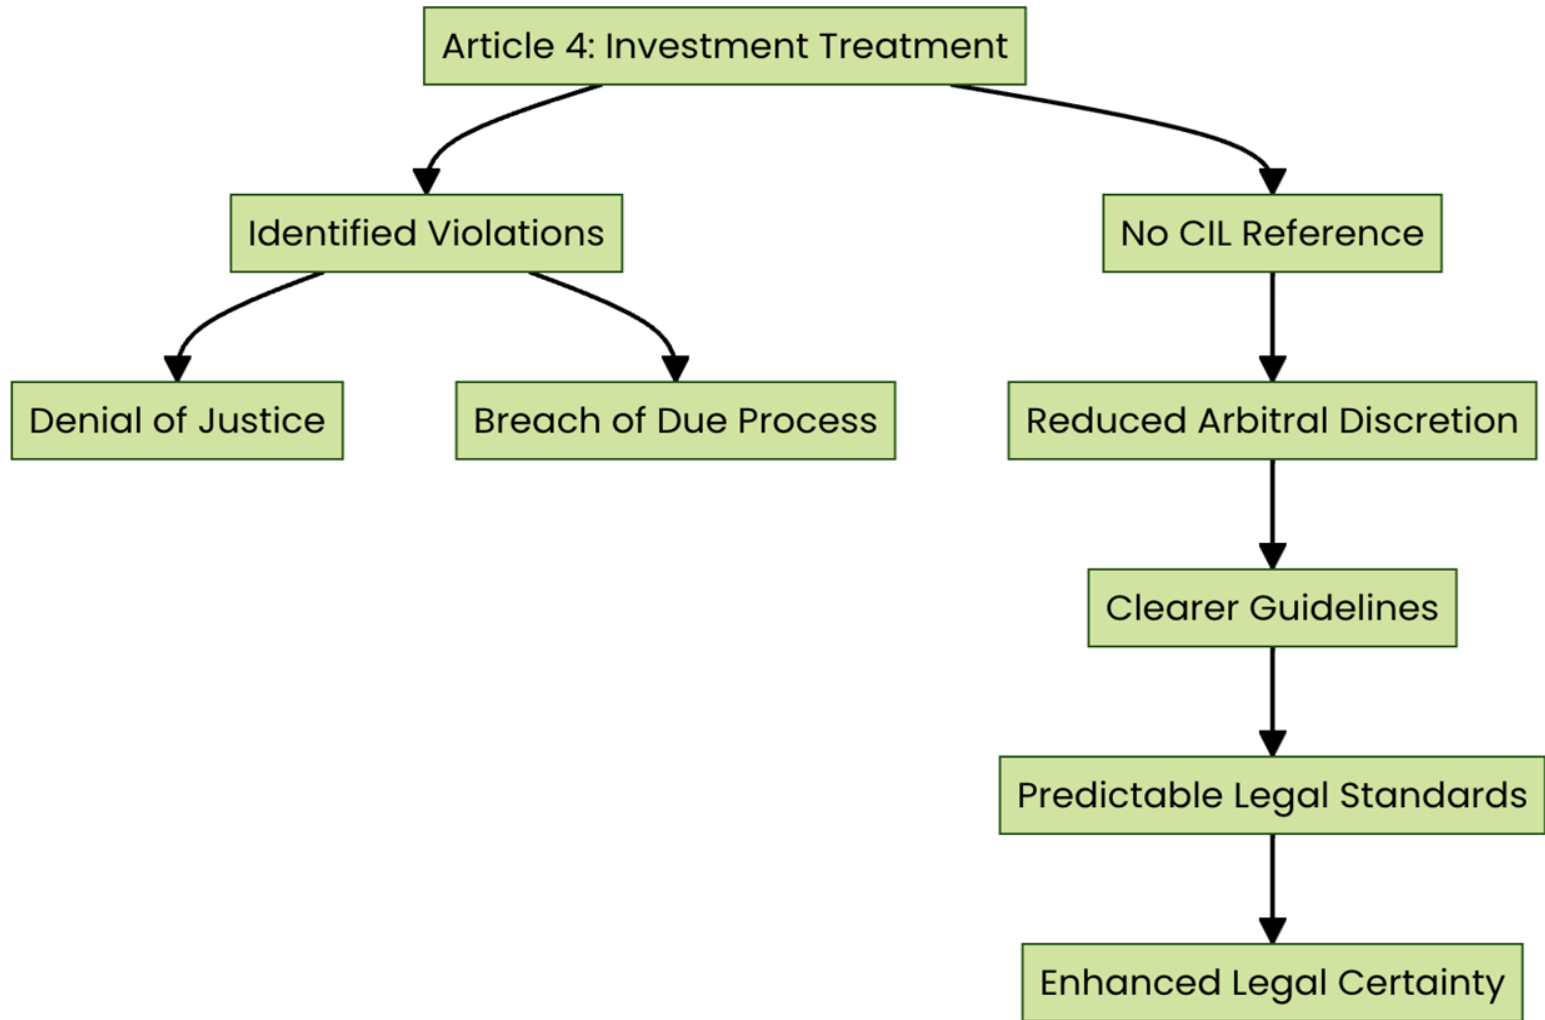 Article 4: Investment Treatment
Identified Violations
No CIL Reference
Denial of Justice
Breach of Due Process
Reduced Arbitral Discretion
Clearer Guidelines
Predictable Legal Standards
Enhanced Legal Certainty